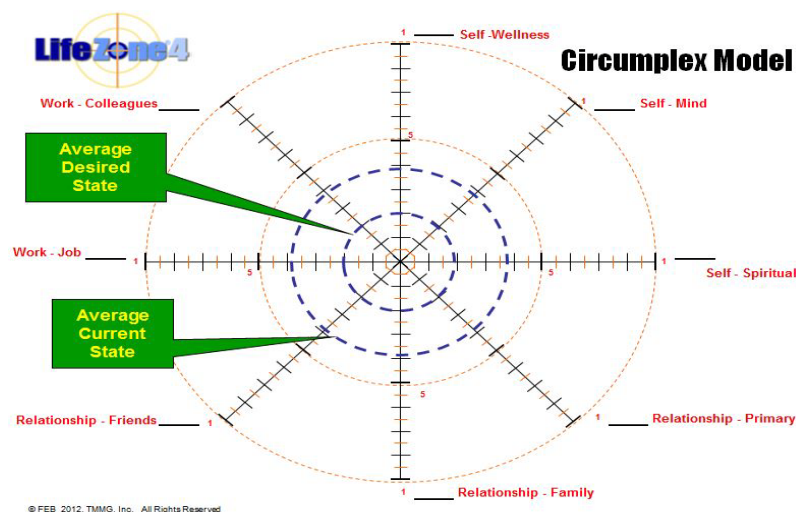 LifeZone4
Circumplex Model
1
Self -Wellness
Work - Colleagues
1
Self - Mind
Average
Desired
State
5
Work - Job
1
5
5
1
Self - Spiritual
Average
Current
State
5
Relationship - Friends
1
1
Relationship - Primary
1
Relationship - Family
© FEB 2012, TMMG, Inc. All Rights Reserved